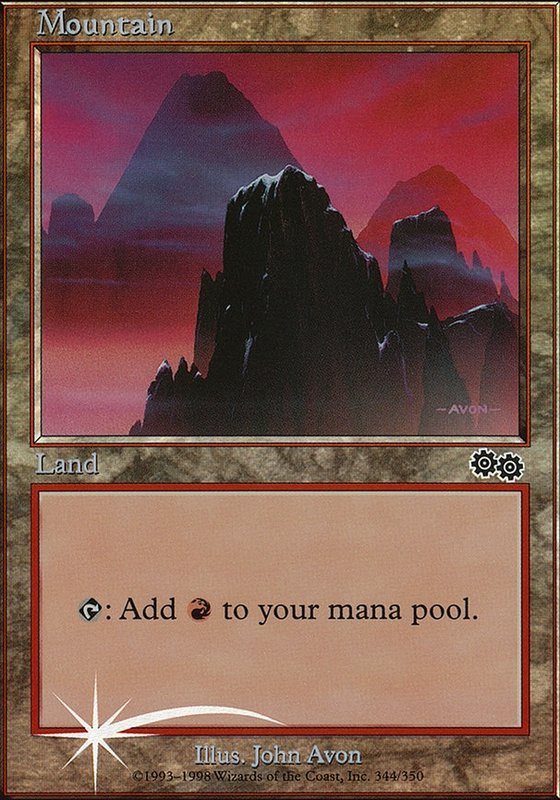 Mountain
-AVON-
Land
: Add to your mana pool.
Illus. John Avon
©1993–1998 Wizards of the Coast, Inc. 344/350